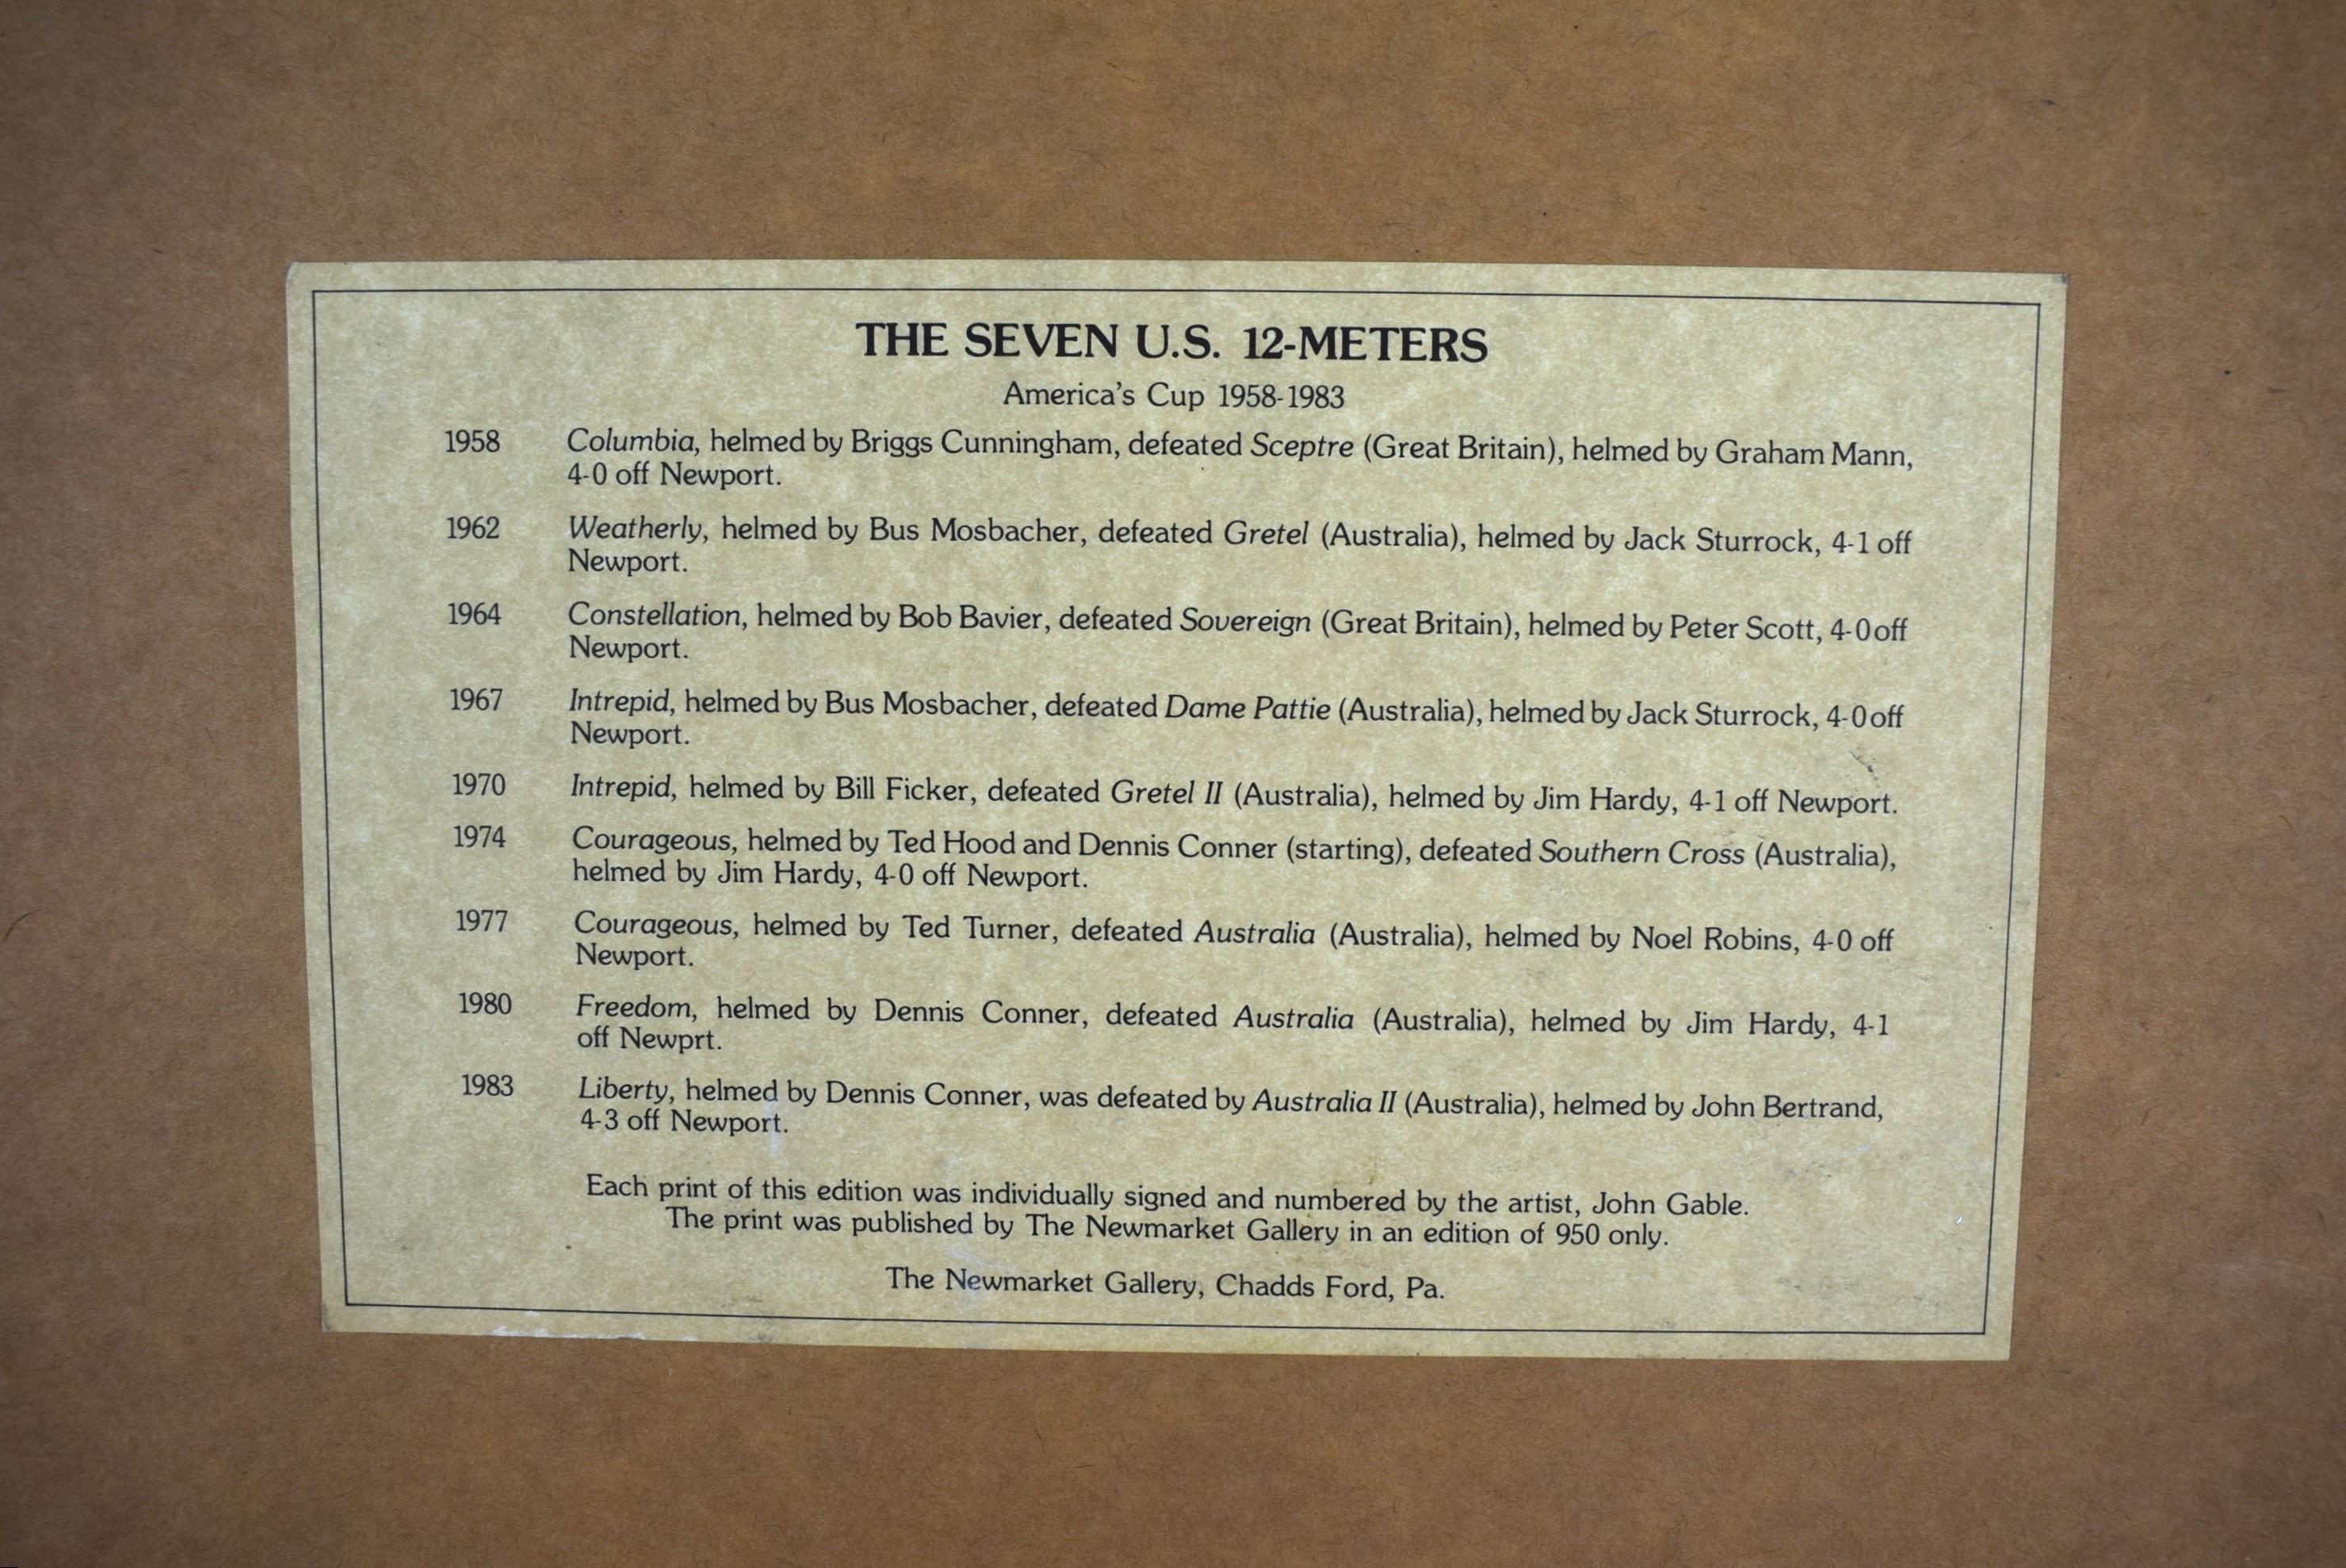 THE SEVEN U.S. 12-METERS
America's Cup 1958-1983
1958 Columbia, helmed by Briggs Cunningham, defeated Sceptre (Great Britain), helmed by Graham Mann,
4-0 off Newport.
1962 Weatherly, helmed by Bus Mosbacher, defeated Gretel (Australia), helmed by Jack Sturrock, 4-1 off
Newport.
1964 Constellation, helmed by Bob Bavier, defeated Sovereign (Great Britain), helmed by Peter Scott, 4-0 off
Newport.
1967 Intrepid, helmed by Bus Mosbacher, defeated Dame Pattie (Australia), helmed by Jack Sturrock, 4-0 off
Newport.
1970 Intrepid, helmed by Bill Ficker, defeated Gretel II (Australia), helmed by Jim Hardy, 4-1 off Newport.
1974 Courageous, helmed by Ted Hood and Dennis Conner (starting), defeated Southern Cross (Australia),
helmed by Jim Hardy, 4-0 off Newport.
1977 Courageous, helmed by Ted Turner, defeated Australia (Australia), helmed by Noel Robins, 4-0 off
Newport.
1980 Freedom, helmed by Dennis Conner, defeated Australia (Australia), helmed by Jim Hardy, 4-1
off Newprt.
1983 Liberty, helmed by Dennis Conner, was defeated by Australia II (Australia), helmed by John Bertrand,
4-3 off Newport.
Each print of this edition was individually signed and numbered by the artist, John Gable.
The print was published by The Newmarket Gallery in an edition of 950 only.
The Newmarket Gallery, Chadds Ford, Pa.